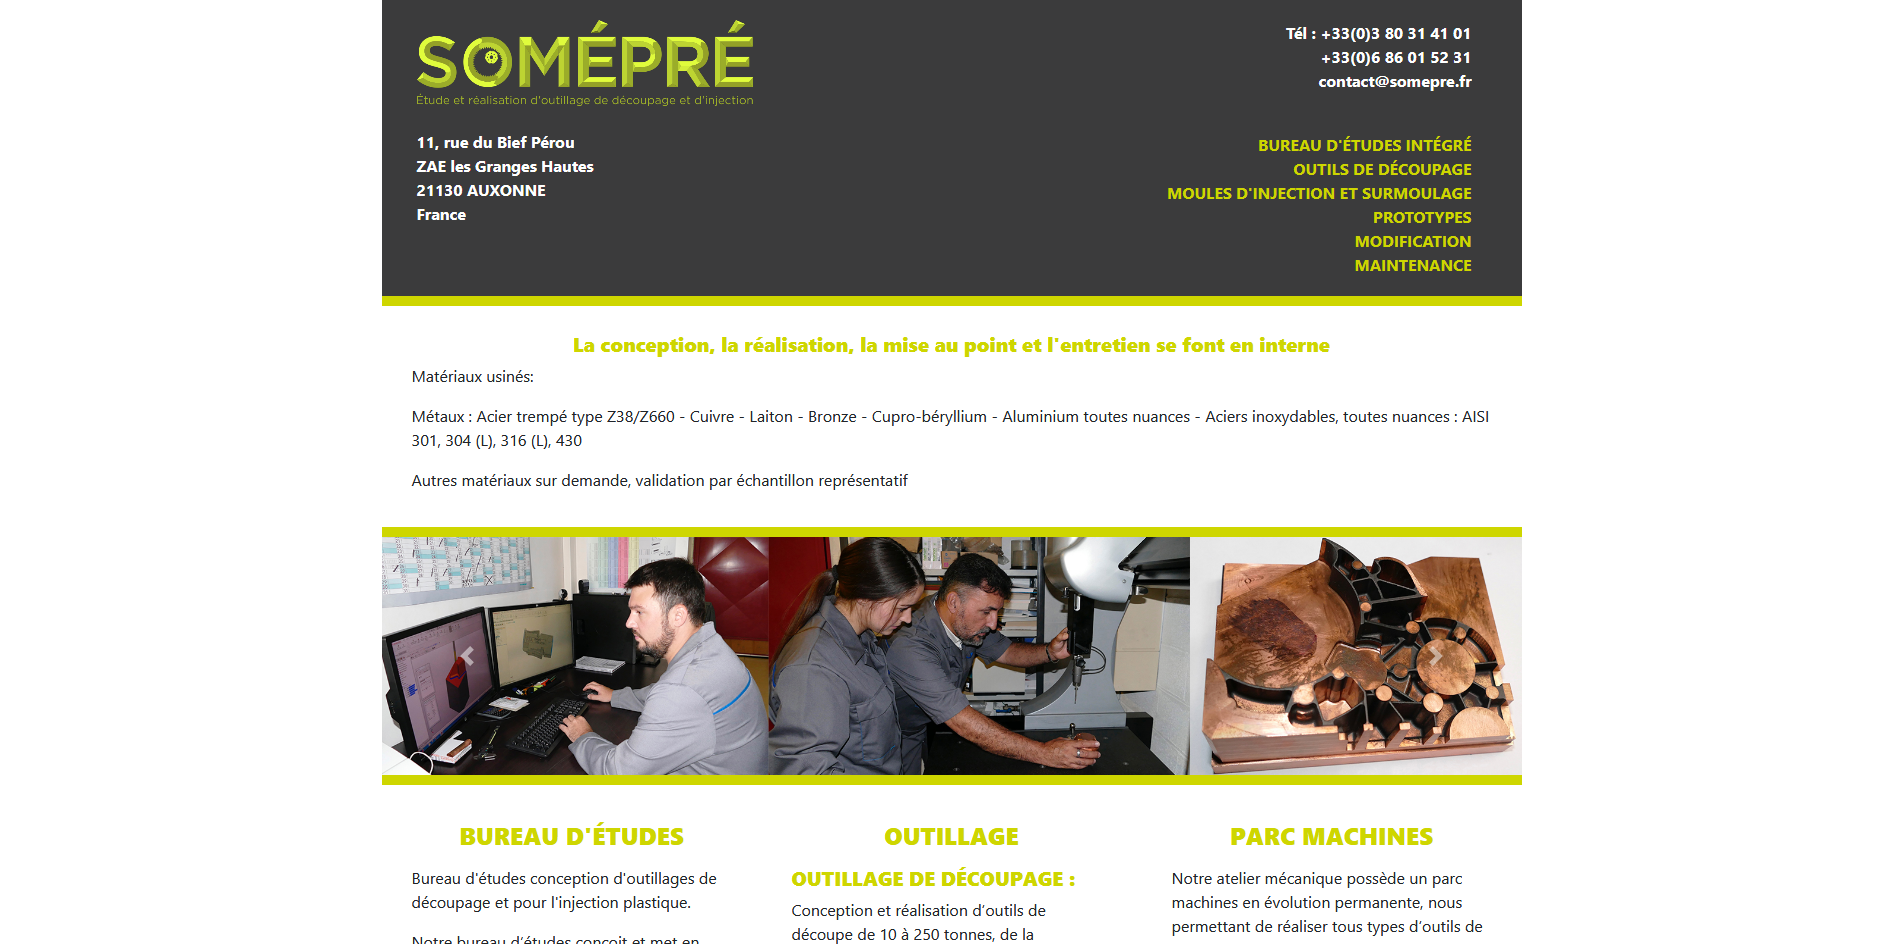 SOMÉPRÉ
Étude et réalisation d'outillage de découpage et d'injection
11, rue du Bief Pérou
ZAE les Granges Hautes
21130 AUXONNE
France
Tél : +33(0)3 80 31 41 01
+33(0)6 86 01 52 31
contact@somepre.fr
BUREAU D'ÉTUDES INTÉGRÉ
OUTILS DE DÉCOUPAGE
MOULES D'INJECTION ET SURMOULAGE
PROTOTYPES
MODIFICATION
MAINTENANCE
La conception, la réalisation, la mise au point et l'entretien se font en interne
Matériaux usinés:
Métaux : Acier trempé type Z38/Z660 - Cuivre - Laiton - Bronze - Cupro-béryllium - Aluminium toutes nuances - Aciers inoxydables, toutes nuances : AISI
301, 304 (L), 316 (L), 430
Autres matériaux sur demande, validation par échantillon représentatif
BUREAU D'ÉTUDES
Bureau d'études conception d'outillages de
découpage et pour l'injection plastique.
Notre bureau d’études conçoit et met en
OUTILLAGE
OUTILLAGE DE DÉCOUPAGE :
Conception et réalisation d’outils de
découpe de 10 à 250 tonnes, de la
PARC MACHINES
Notre atelier mécanique possède un parc
machines en évolution permanente, nous
permettant de réaliser tous types d’outils de